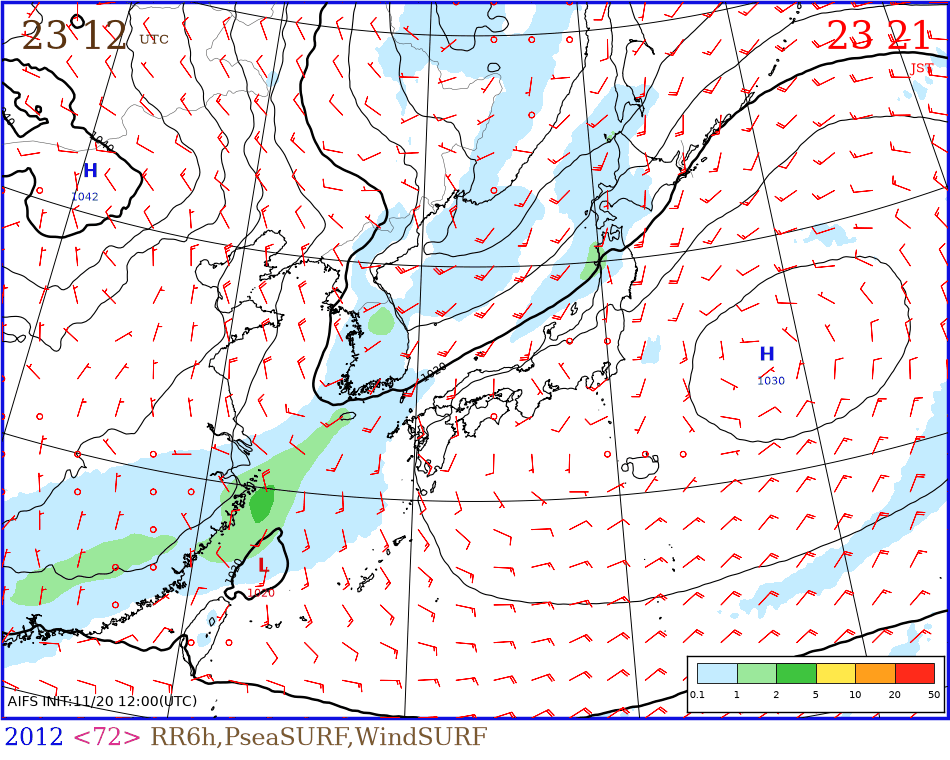 23 12 UTC
23 21
JST
1040
1040
H
1042
H
1030
1020
1020
L
1020
0.1 1 2 5 10 20 50
AIFS INIT:11/20 12:00(UTC)
2012 <72> RR6h,PseaSURF,WindSURF